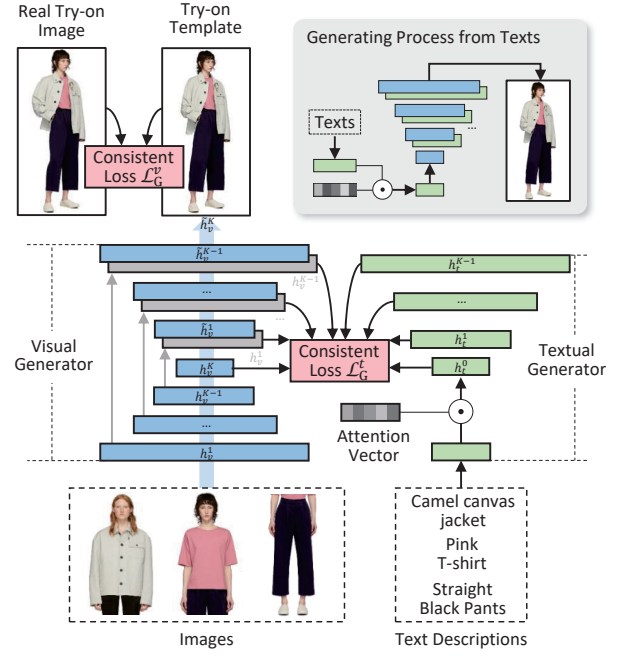 Real Try-on
Image
Try-on
Template
Consistent
Loss ℒ_G^v
Generating Process from Texts
Texts
...
h̃_v^K
h̃_v^{K-1}
h_v^{K-1}
...
...
h̃_v^1
h_v^1
h_v^K
h_v^{K-1}
...
h_v^1
Visual
Generator
Consistent
Loss ℒ_G^t
h_t^{K-1}
...
h_t^1
h_t^0
Textual
Generator
Attention
Vector
Camel canvas
jacket
Pink
T-shirt
Straight
Black Pants
Images
Text Descriptions